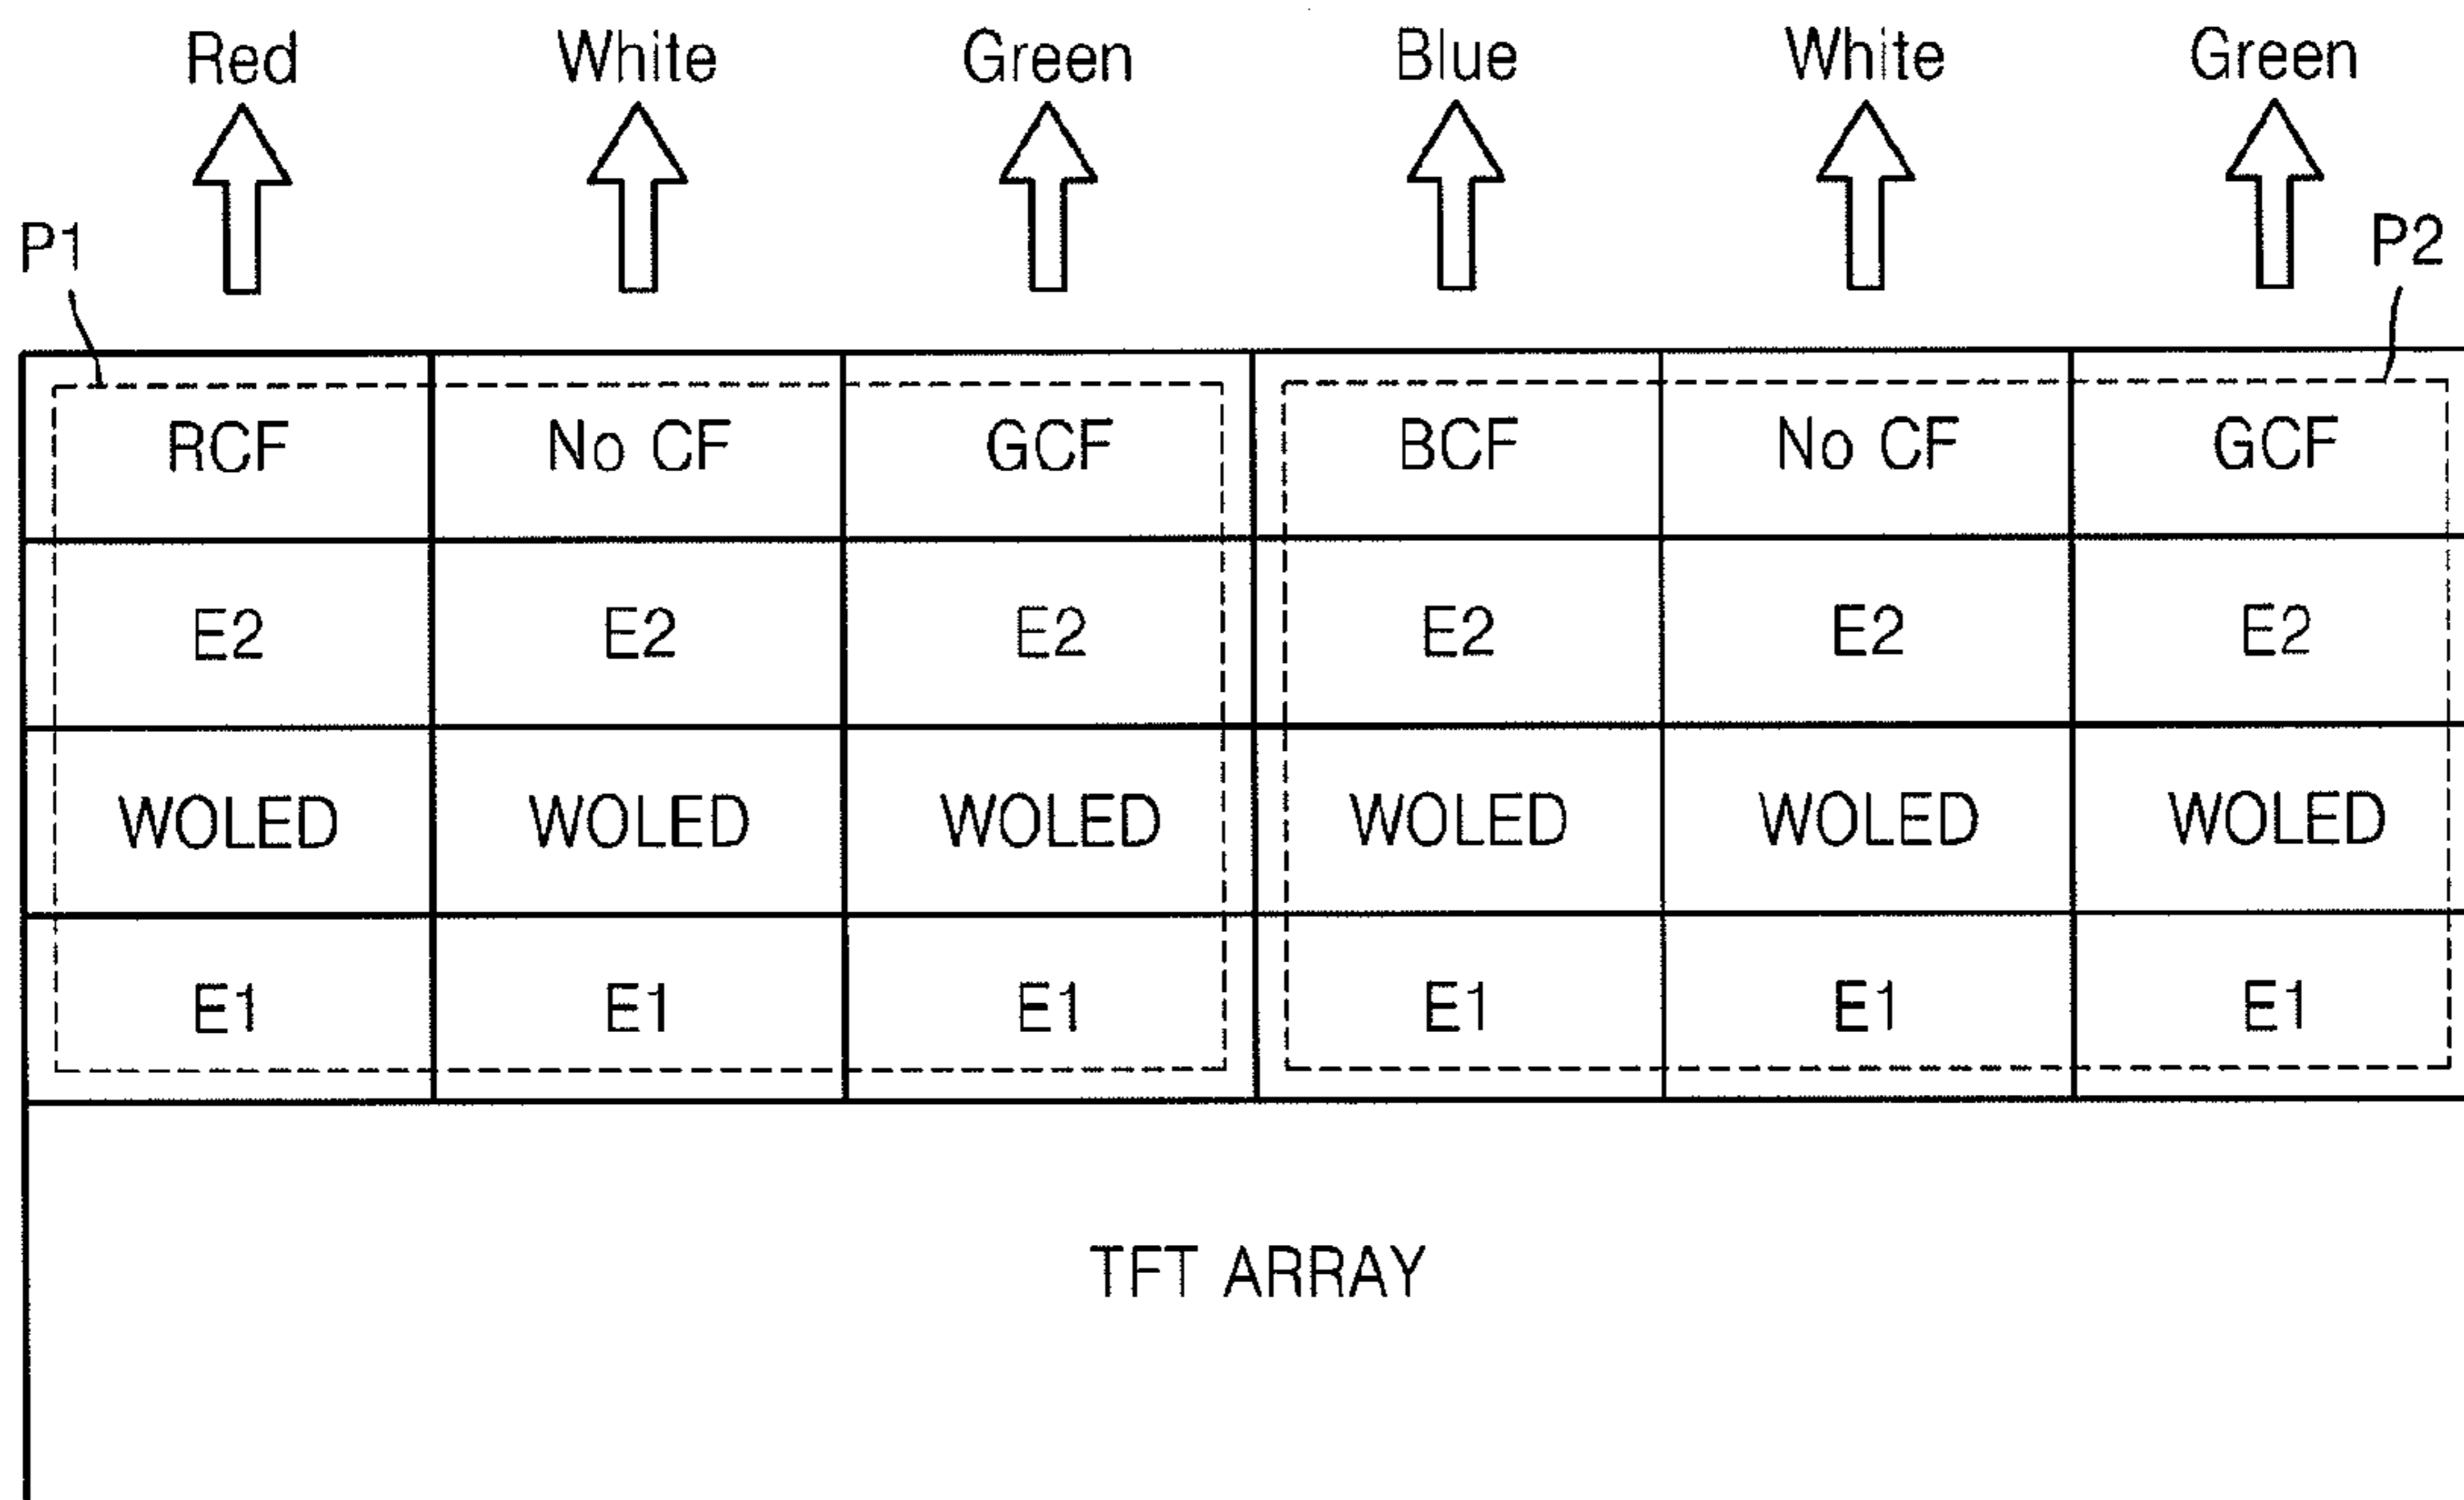 Red White Green Blue White Green
P1 P2
RCF No CF GCF BCF No CF GCF
E2 E2 E2 E2 E2 E2
WOLED WOLED WOLED WOLED WOLED WOLED
E1 E1 E1 E1 E1 E1
TFT ARRAY